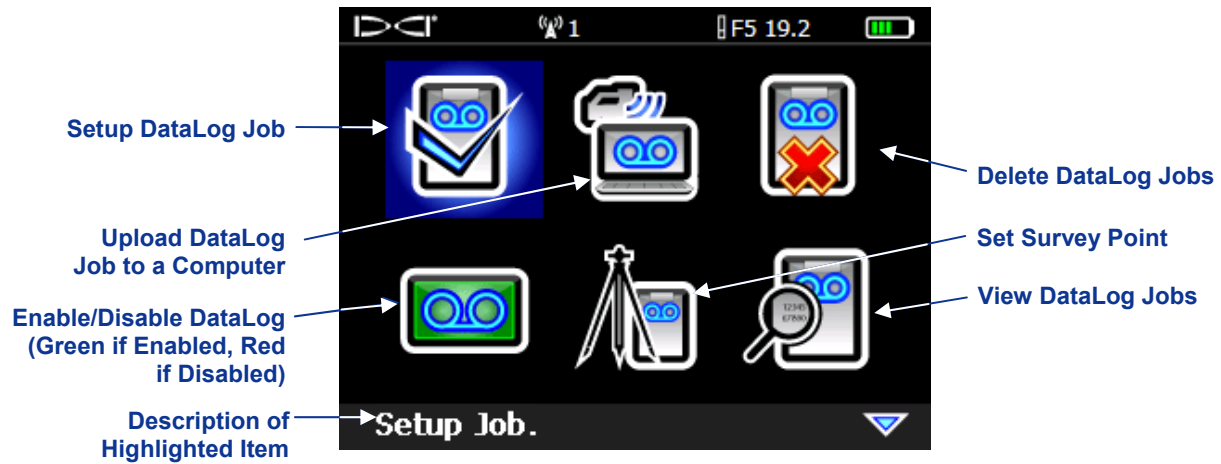 DCI
1
F5 19.2
Setup DataLog Job
Upload DataLog
Job to a Computer
Enable/Disable DataLog
(Green if Enabled, Red
if Disabled)
Description of
Highlighted Item
Delete DataLog Jobs
Set Survey Point
View DataLog Jobs
12345
67890
Setup Job.